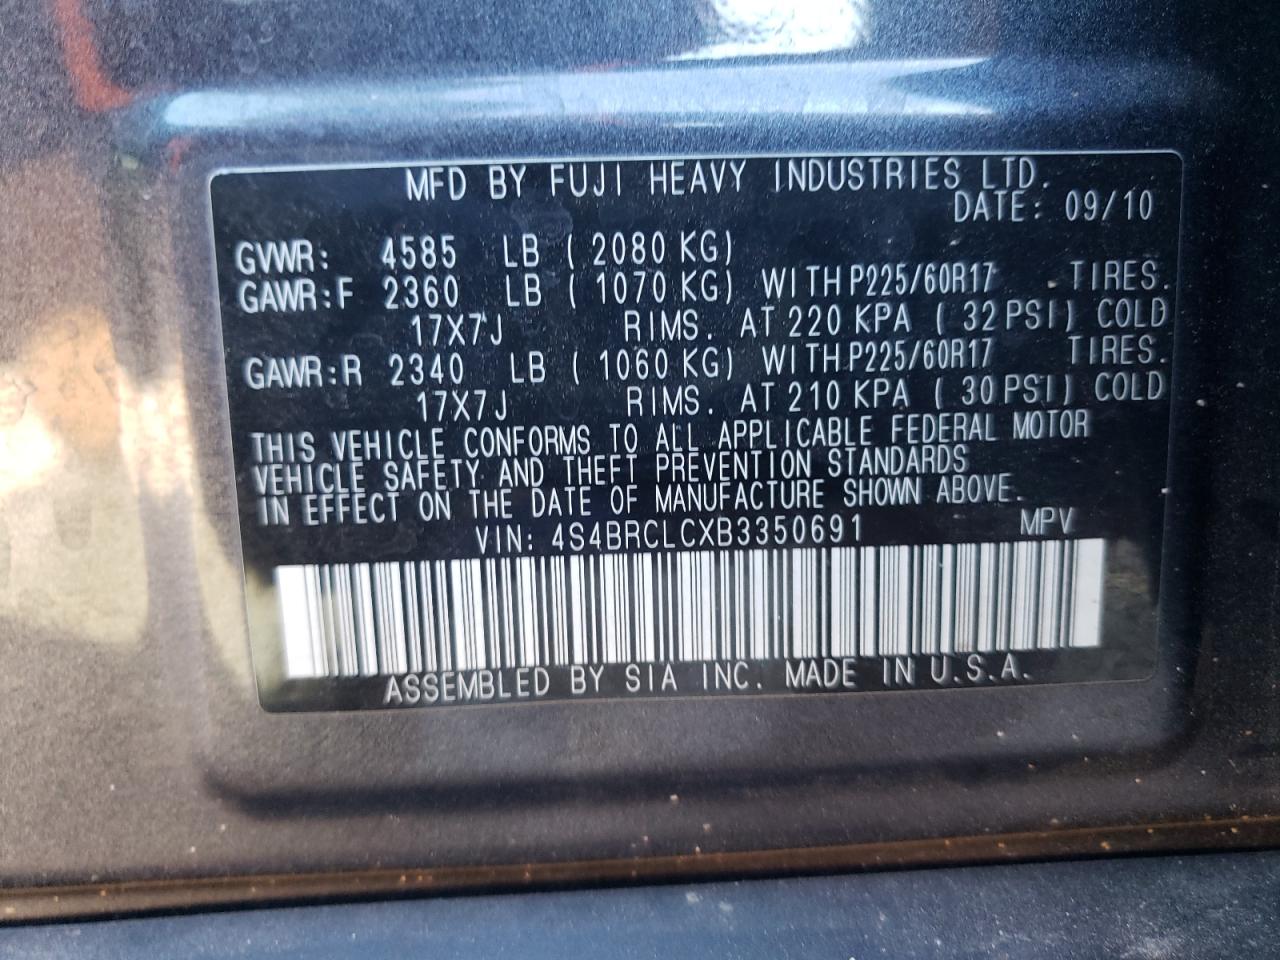 MFD BY FUJI HEAVY INDUSTRIES LTD.
DATE: 09/10
GVWR: 4585 LB ( 2080 KG)
GAWR:F 2360 LB ( 1070 KG) WITH P225/60R17 TIRES.
17X7J RIMS. AT 220 KPA ( 32 PSI) COLD
GAWR:R 2340 LB ( 1060 KG) WITH P225/60R17 TIRES.
17X7J RIMS. AT 210 KPA ( 30 PSI) COLD
THIS VEHICLE CONFORMS TO ALL APPLICABLE FEDERAL MOTOR
VEHICLE SAFETY AND THEFT PREVENTION STANDARDS
IN EFFECT ON THE DATE OF MANUFACTURE SHOWN ABOVE.
VIN: 4S4BRCLCXB3350691 MPV
ASSEMBLED BY SIA INC. MADE IN U.S.A.